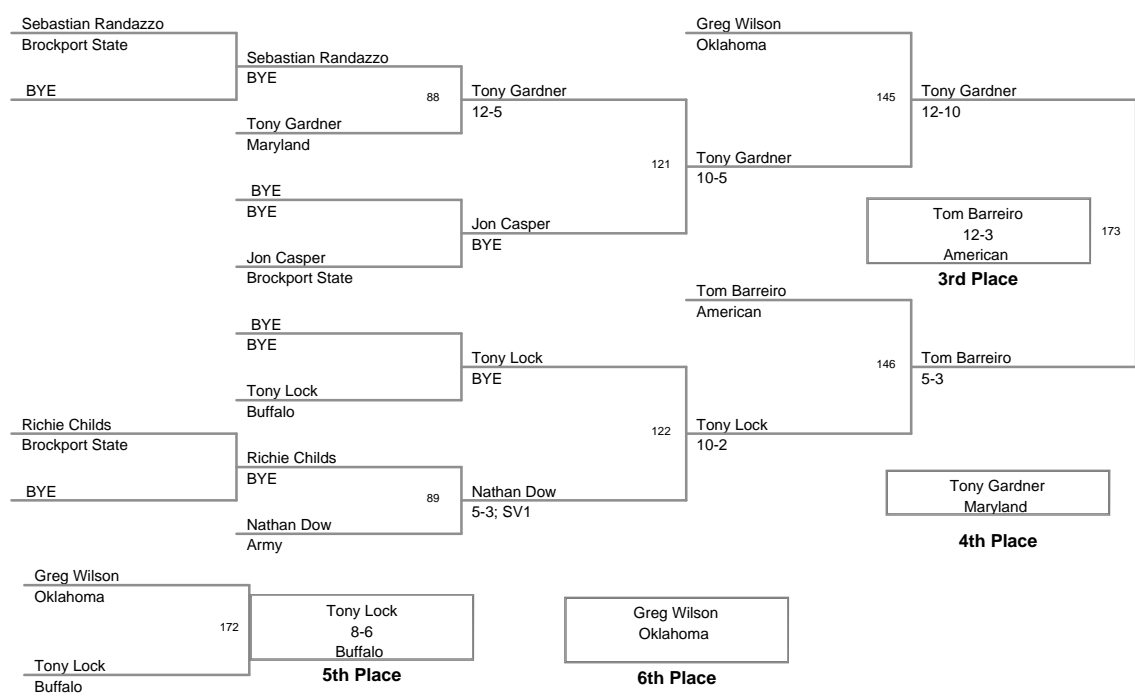 Sebastian Randazzo
Brockport State
BYE
Sebastian Randazzo
BYE
88
Tony Gardner
Maryland
Tony Gardner
12-5
BYE
BYE
Jon Casper
Brockport State
Jon Casper
BYE
121
Tony Gardner
10-5
Greg Wilson
Oklahoma
145
Tony Gardner
12-10
Tom Barreiro
12-3
American
3rd Place
173
Tom Barreiro
American
146
Tom Barreiro
5-3
BYE
BYE
Tony Lock
Buffalo
Tony Lock
BYE
122
Tony Lock
10-2
Richie Childs
Brockport State
BYE
Richie Childs
BYE
89
Nathan Dow
Army
Nathan Dow
5-3; SV1
Tony Gardner
Maryland
4th Place
Greg Wilson
Oklahoma
172
Tony Lock
Buffalo
Tony Lock
8-6
Buffalo
5th Place
Greg Wilson
Oklahoma
6th Place